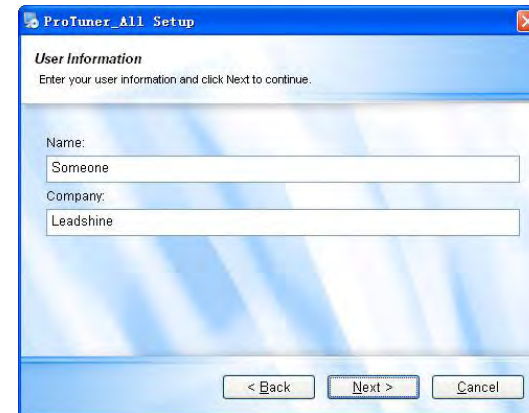 ProTuner_All Setup
User Information
Enter your user information and click Next to continue.
Name:
Someone
Company:
Leadshine
< Back
Next >
Cancel